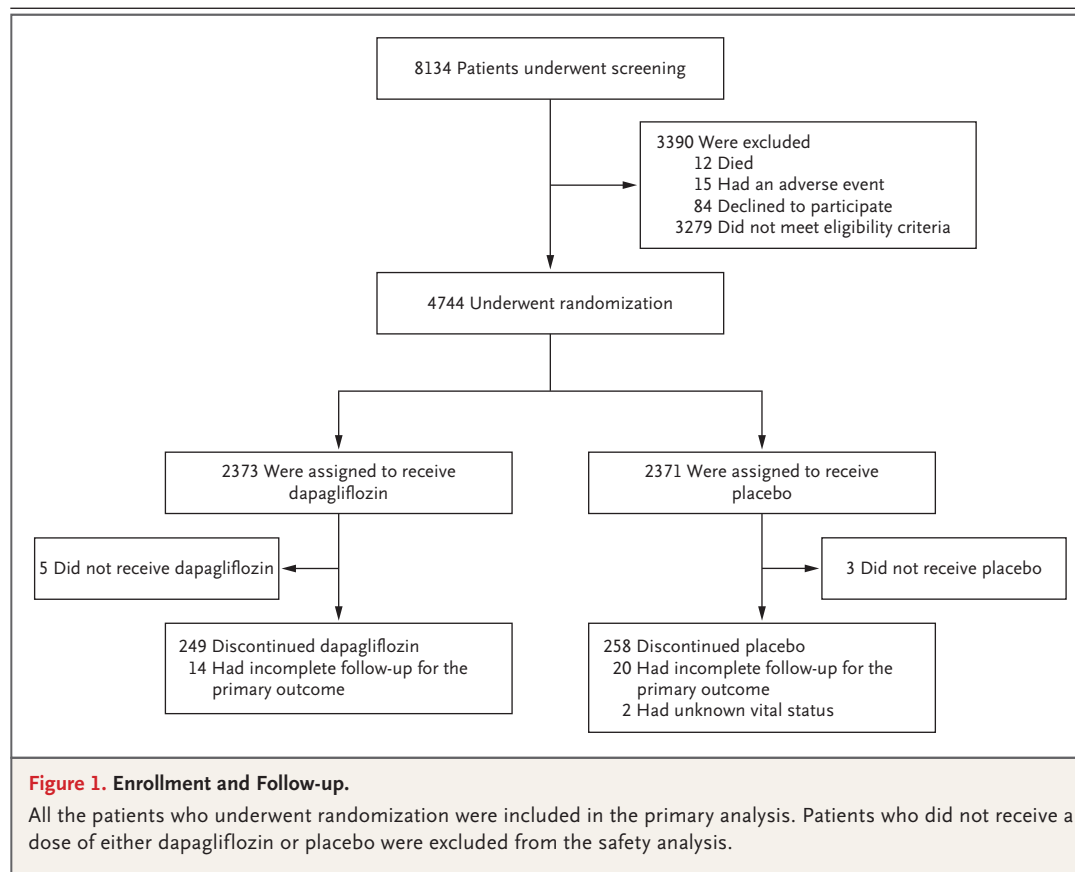 8134 Patients underwent screening
3390 Were excluded
12 Died
15 Had an adverse event
84 Declined to participate
3279 Did not meet eligibility criteria
4744 Underwent randomization
2373 Were assigned to receive
dapagliflozin
2371 Were assigned to receive
placebo
5 Did not receive dapagliflozin
3 Did not receive placebo
249 Discontinued dapagliflozin
14 Had incomplete follow-up for the
primary outcome
258 Discontinued placebo
20 Had incomplete follow-up for the
primary outcome
2 Had unknown vital status
Figure 1. Enrollment and Follow-up.
All the patients who underwent randomization were included in the primary analysis. Patients who did not receive a
dose of either dapagliflozin or placebo were excluded from the safety analysis.